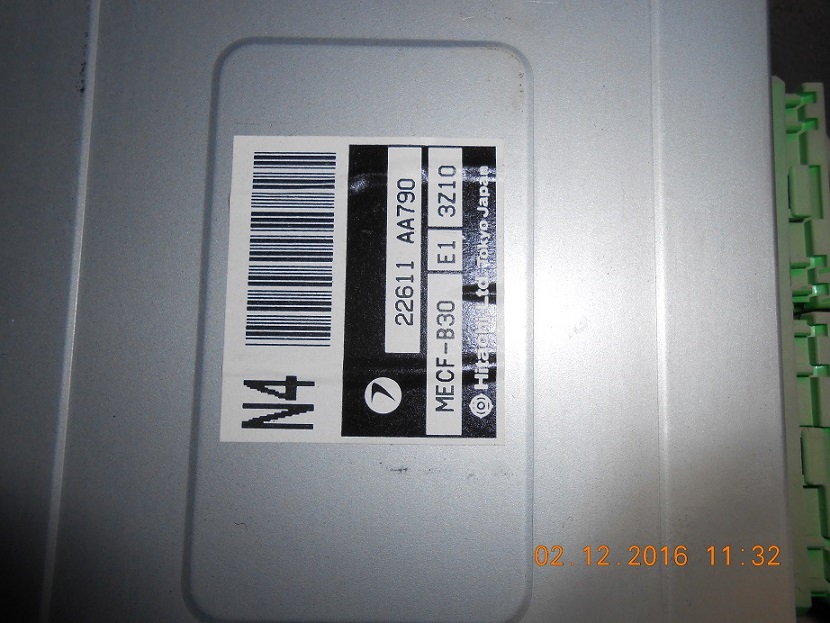 N4
22611 AA790
MECF-B30 E1 3Z10
Hitachi, Ltd. Tokyo Japan
02.12.2016 11:32